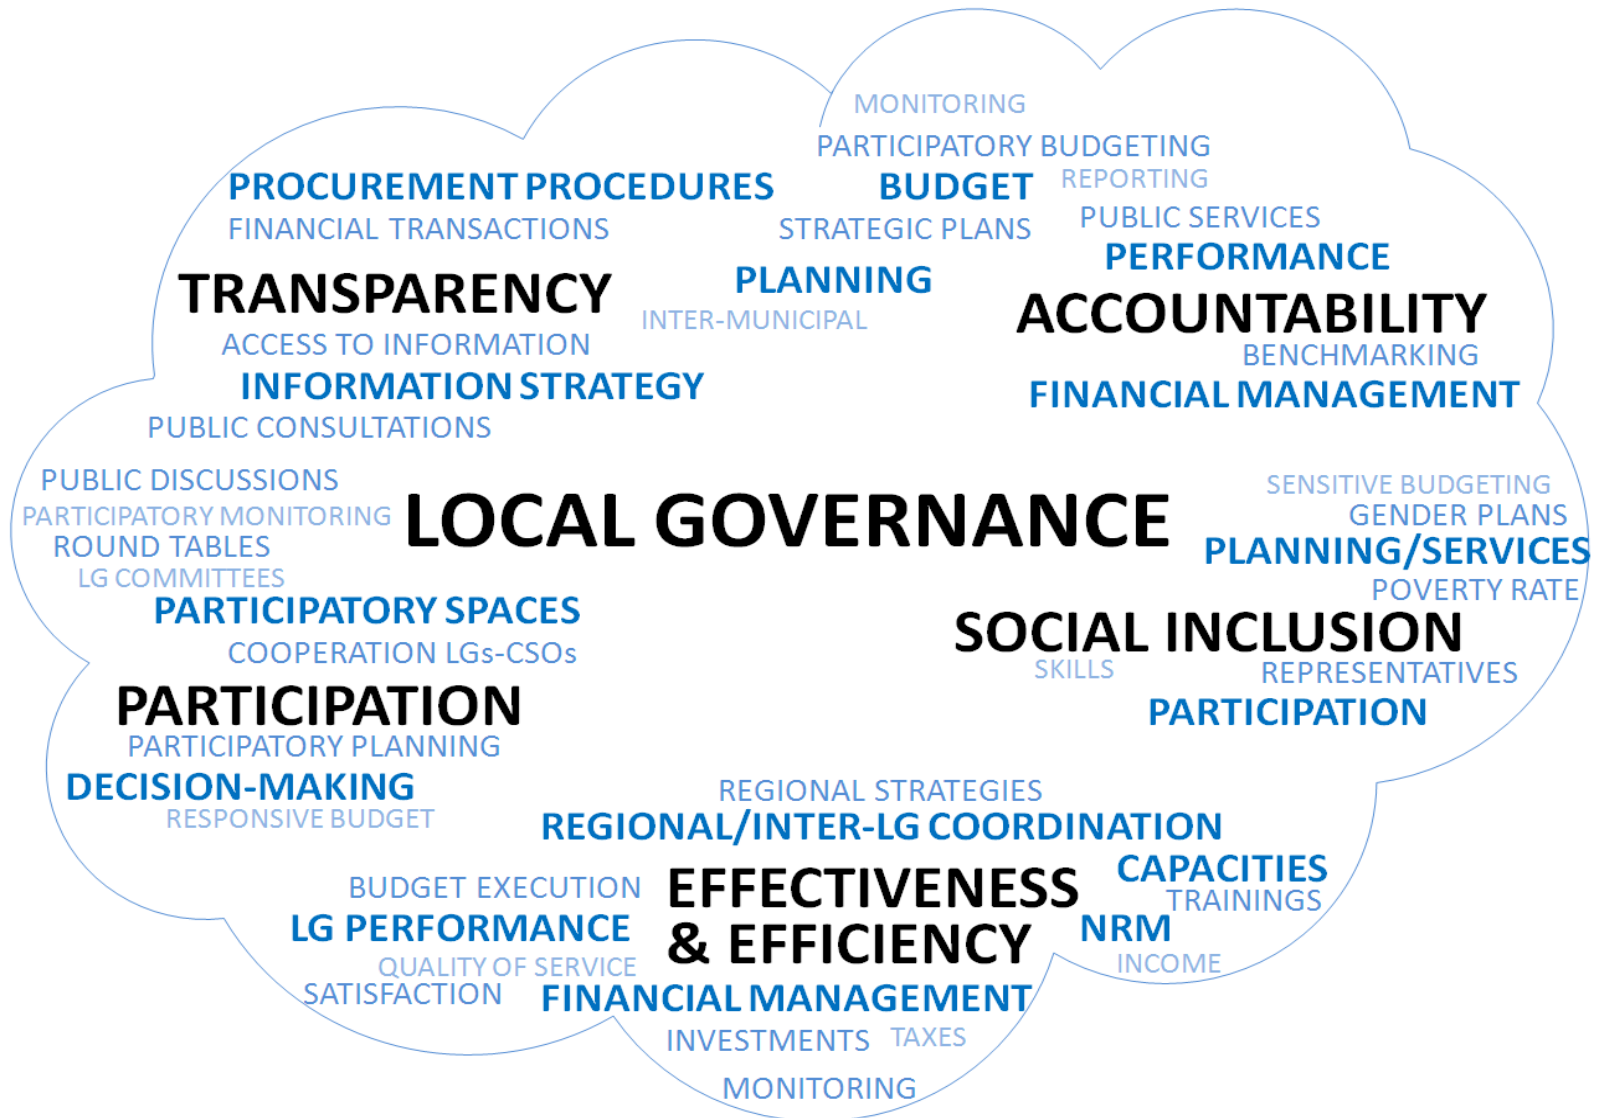 MONITORING
PARTICIPATORY BUDGETING
PROCUREMENT PROCEDURES
BUDGET
REPORTING
FINANCIAL TRANSACTIONS
STRATEGIC PLANS
PUBLIC SERVICES
PERFORMANCE
TRANSPARENCY
PLANNING
ACCOUNTABILITY
INTER-MUNICIPAL
ACCESS TO INFORMATION
BENCHMARKING
INFORMATION STRATEGY
FINANCIAL MANAGEMENT
PUBLIC CONSULTATIONS
PUBLIC DISCUSSIONS
PARTICIPATORY MONITORING
ROUND TABLES
LG COMMITTEES
LOCAL GOVERNANCE
SENSITIVE BUDGETING
GENDER PLANS
PLANNING/SERVICES
POVERTY RATE
PARTICIPATORY SPACES
COOPERATION LGs-CSOs
SOCIAL INCLUSION
SKILLS
REPRESENTATIVES
PARTICIPATION
PARTICIPATION
PARTICIPATORY PLANNING
DECISION-MAKING
RESPONSIVE BUDGET
REGIONAL STRATEGIES
REGIONAL/INTER-LG COORDINATION
CAPACITIES
TRAININGS
BUDGET EXECUTION
EFFECTIVENESS
& EFFICIENCY
LG PERFORMANCE
NRM
QUALITY OF SERVICE
INCOME
SATISFACTION
FINANCIAL MANAGEMENT
INVESTMENTS
TAXES
MONITORING